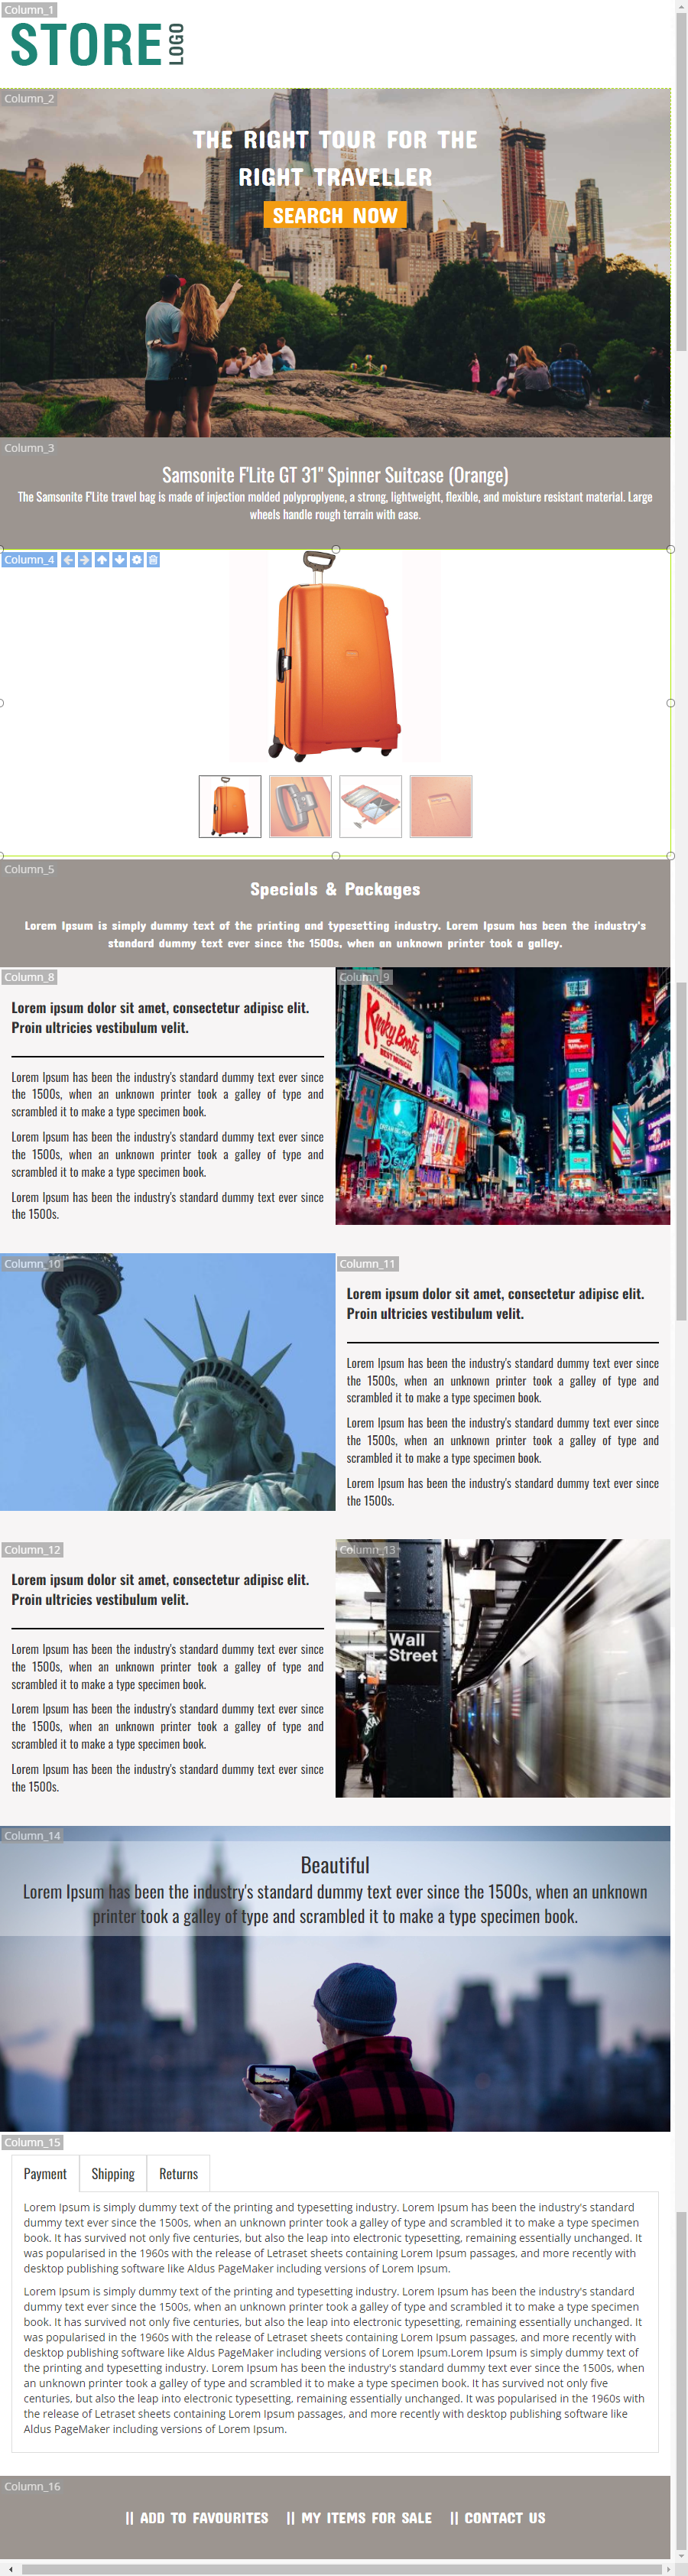 Column_1
STORE LOGO
Column_2
THE RIGHT TOUR FOR THE
RIGHT TRAVELLER
SEARCH NOW
Column_3
Samsonite F'Lite GT 31" Spinner Suitcase (Orange)
The Samsonite F'Lite travel bag is made of injection molded polyproplyene, a strong, lightweight, flexible, and moisture resistant material. Large
wheels handle rough terrain with ease.
Column_4
Column_5
Specials & Packages
Lorem Ipsum is simply dummy text of the printing and typesetting industry. Lorem Ipsum has been the industry's
standard dummy text ever since the 1500s, when an unknown printer took a galley.
Column_8
Lorem ipsum dolor sit amet, consectetur adipisc elit.
Proin ultricies vestibulum velit.
Lorem Ipsum has been the industry's standard dummy text ever since
the 1500s, when an unknown printer took a galley of type and
scrambled it to make a type specimen book.
Lorem Ipsum has been the industry's standard dummy text ever since
the 1500s, when an unknown printer took a galley of type and
scrambled it to make a type specimen book.
Lorem Ipsum has been the industry's standard dummy text ever since
the 1500s.
Column_9
Kinky Boots
Column_10
Column_11
Lorem ipsum dolor sit amet, consectetur adipisc elit.
Proin ultricies vestibulum velit.
Lorem Ipsum has been the industry's standard dummy text ever since
the 1500s, when an unknown printer took a galley of type and
scrambled it to make a type specimen book.
Lorem Ipsum has been the industry's standard dummy text ever since
the 1500s, when an unknown printer took a galley of type and
scrambled it to make a type specimen book.
Lorem Ipsum has been the industry's standard dummy text ever since
the 1500s.
Column_12
Lorem ipsum dolor sit amet, consectetur adipisc elit.
Proin ultricies vestibulum velit.
Lorem Ipsum has been the industry's standard dummy text ever since
the 1500s, when an unknown printer took a galley of type and
scrambled it to make a type specimen book.
Lorem Ipsum has been the industry's standard dummy text ever since
the 1500s, when an unknown printer took a galley of type and
scrambled it to make a type specimen book.
Lorem Ipsum has been the industry's standard dummy text ever since
the 1500s.
Column_13
Wall
Street
Column_14
Beautiful
Lorem Ipsum has been the industry's standard dummy text ever since the 1500s, when an unknown
printer took a galley of type and scrambled it to make a type specimen book.
Column_15
Payment Shipping Returns
Lorem Ipsum is simply dummy text of the printing and typesetting industry. Lorem Ipsum has been the industry's standard
dummy text ever since the 1500s, when an unknown printer took a galley of type and scrambled it to make a type specimen
book. It has survived not only five centuries, but also the leap into electronic typesetting, remaining essentially unchanged. It
was popularised in the 1960s with the release of Letraset sheets containing Lorem Ipsum passages, and more recently with
desktop publishing software like Aldus PageMaker including versions of Lorem Ipsum.
Lorem Ipsum is simply dummy text of the printing and typesetting industry. Lorem Ipsum has been the industry's standard
dummy text ever since the 1500s, when an unknown printer took a galley of type and scrambled it to make a type specimen
book. It has survived not only five centuries, but also the leap into electronic typesetting, remaining essentially unchanged. It
was popularised in the 1960s with the release of Letraset sheets containing Lorem Ipsum passages, and more recently with
desktop publishing software like Aldus PageMaker including versions of Lorem Ipsum.Lorem Ipsum is simply dummy text of
the printing and typesetting industry. Lorem Ipsum has been the industry's standard dummy text ever since the 1500s, when
an unknown printer took a galley of type and scrambled it to make a type specimen book. It has survived not only five
centuries, but also the leap into electronic typesetting, remaining essentially unchanged. It was popularised in the 1960s with
the release of Letraset sheets containing Lorem Ipsum passages, and more recently with desktop publishing software like
Aldus PageMaker including versions of Lorem Ipsum.
Column_16
|| ADD TO FAVOURITES || MY ITEMS FOR SALE || CONTACT US